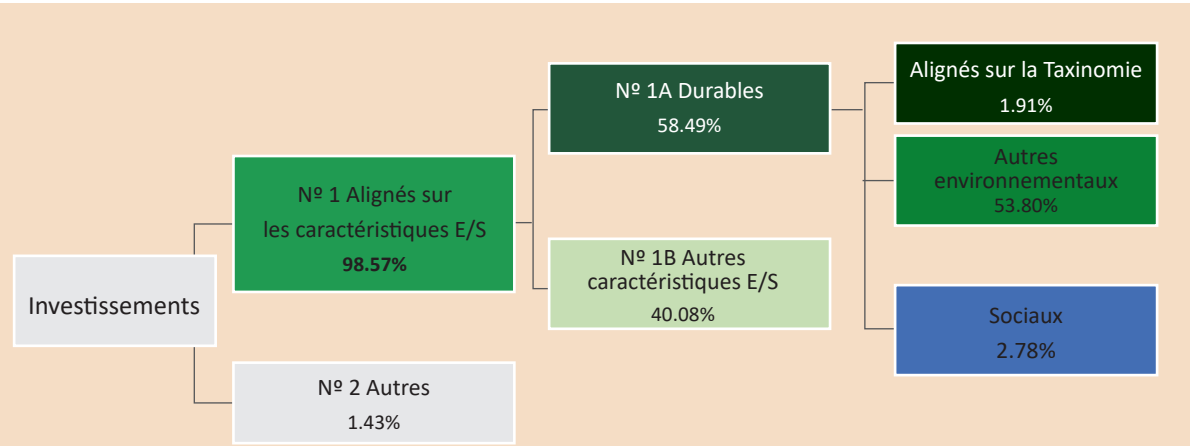 Investissements
Nº 1 Alignés sur
les caractéristiques E/S
98.57%
Nº 2 Autres
1.43%
Nº 1A Durables
58.49%
Nº 1B Autres
caractéristiques E/S
40.08%
Alignés sur la Taxinomie
1.91%
Autres
environnementaux
53.80%
Sociaux
2.78%